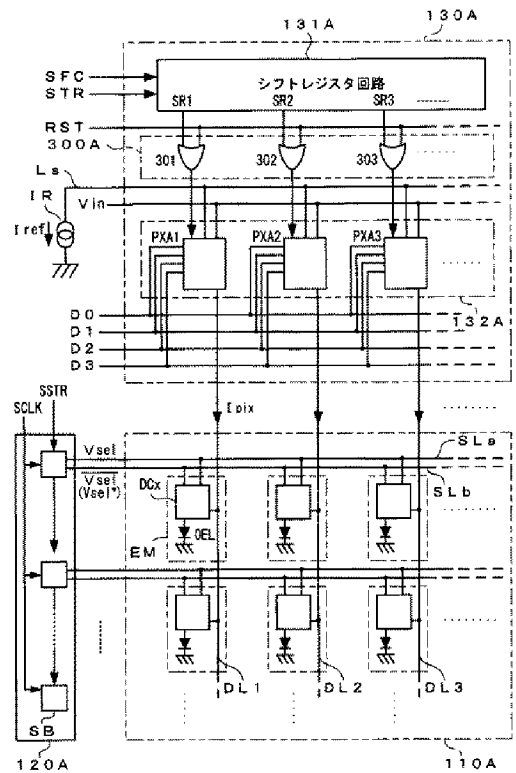 131A
130A
シフトレジスタ回路
SFC
STR
SR1
SR2
SR3
RST
300A
301
302
303
Ls
IR
Vin
Iref
PXA1
PXA2
PXA3
D0
D1
D2
D3
132A
Ipix
SSTR
SCLK
Vsel
SLa
Vsel
(Vsel*)
SLb
DCx
OEL
EM
DL1
DL2
DL3
SB
120A
110A